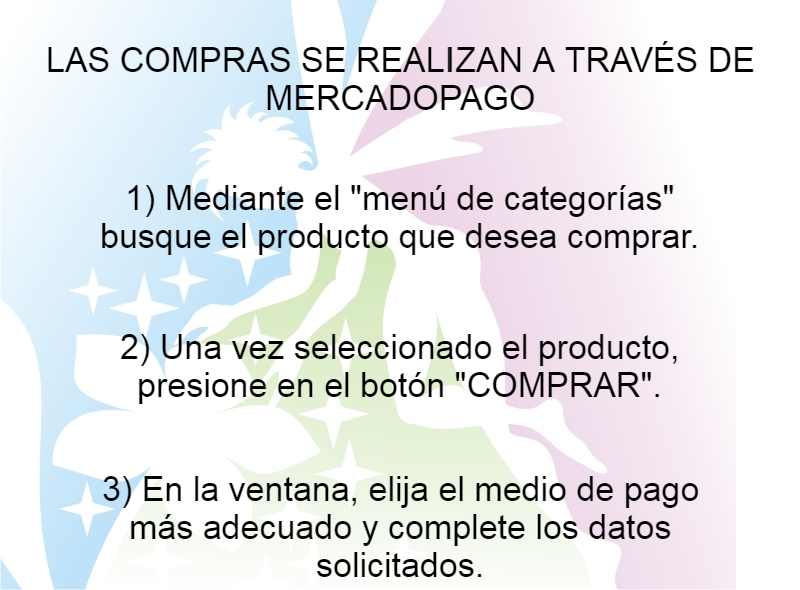 LAS COMPRAS SE REALIZAN A TRAVÉS DE
MERCADOPAGO
1) Mediante el "menú de categorías"
busque el producto que desea comprar.
2) Una vez seleccionado el producto,
presione en el botón "COMPRAR".
3) En la ventana, elija el medio de pago
más adecuado y complete los datos
solicitados.